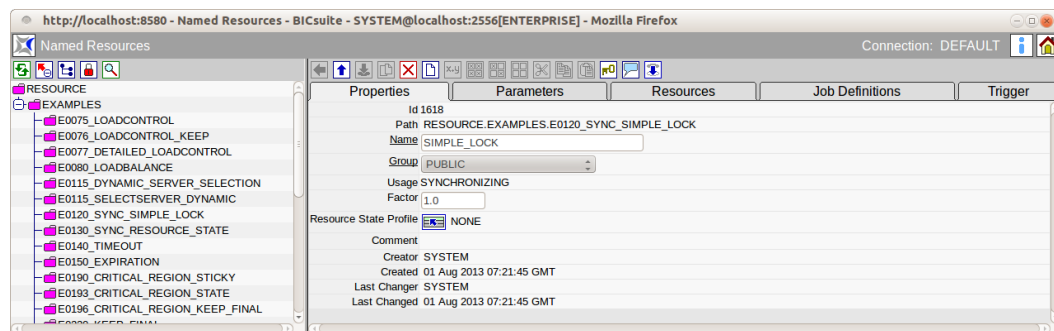 http://localhost:8580 - Named Resources - BICsuite - SYSTEM@localhost:2556[ENTERPRISE] - Mozilla Firefox
Named Resources
Connection: DEFAULT
RESOURCE
EXAMPLES
E0075_LOADCONTROL
E0076_LOADCONTROL_KEEP
E0077_DETAILED_LOADCONTROL
E0080_LOADBALANCE
E0115_DYNAMIC_SERVER_SELECTION
E0115_SELECTSERVER_DYNAMIC
E0120_SYNC_SIMPLE_LOCK
E0130_SYNC_RESOURCE_STATE
E0140_TIMEOUT
E0150_EXPIRATION
E0190_CRITICAL_REGION_STICKY
E0193_CRITICAL_REGION_STATE
E0196_CRITICAL_REGION_KEEP_FINAL
Properties Parameters Resources Job Definitions Trigger
Id 1618
Path RESOURCE.EXAMPLES.E0120_SYNC_SIMPLE_LOCK
Name SIMPLE_LOCK
Group PUBLIC
Usage SYNCHRONIZING
Factor 1.0
Resource State Profile NONE
Comment
Creator SYSTEM
Created 01 Aug 2013 07:21:45 GMT
Last Changer SYSTEM
Last Changed 01 Aug 2013 07:21:45 GMT